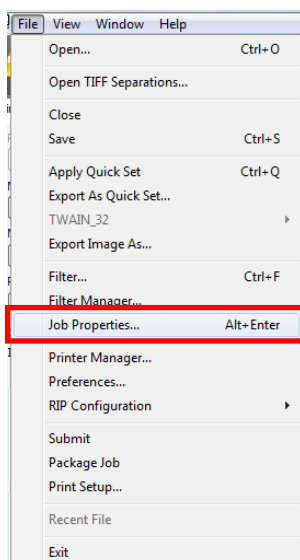 File View Window Help
Open... Ctrl+O
Open TIFF Separations...
Close
Save Ctrl+S
Apply Quick Set Ctrl+Q
Export As Quick Set...
TWAIN_32
Export Image As...
Filter... Ctrl+F
Filter Manager...
Job Properties... Alt+Enter
Printer Manager...
Preferences...
RIP Configuration
Submit
Package Job
Print Setup...
Recent File
Exit